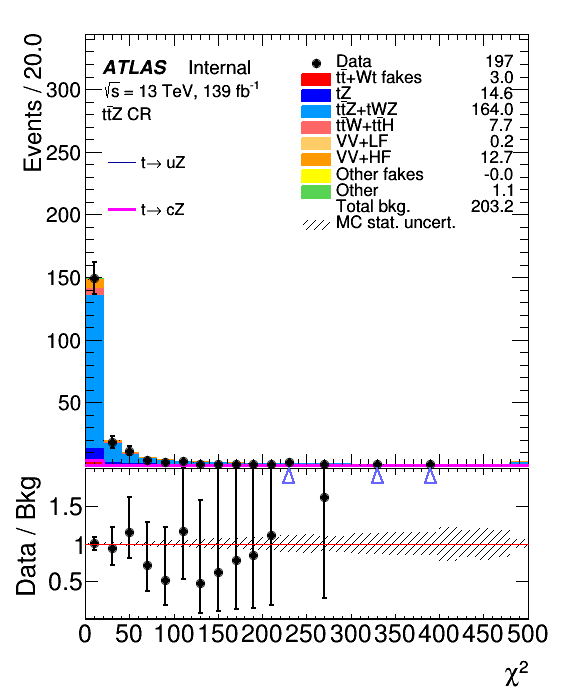 Events / 20.0
300
250
200
150
100
50
ATLAS Internal
√s = 13 TeV, 139 fb⁻¹
tt̄Z CR
t→ uZ
t→ cZ
Data 197
tt̄+Wt fakes 3.0
tZ 14.6
tt̄Z+tWZ 164.0
tt̄W+tt̄H 7.7
VV+LF 0.2
VV+HF 12.7
Other fakes -0.0
Other 1.1
Total bkg. 203.2
MC stat. uncert.
Data / Bkg
1.5
1
0.5
0 50 100 150 200 250 300 350 400 450 500
χ²